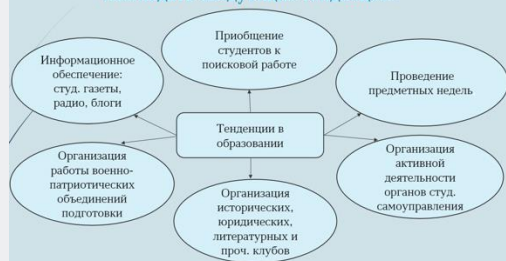 Приобщение
студентов к
поисковой работе
Информационное
обеспечение:
студ. газеты,
радио, блоги
Проведение
предметных недель
Тенденции в
образовании
Организация
работы военно-
патриотических
объединений
подготовки
Организация
исторических,
юридических,
литературных и
проч. клубов
Организация
активной
деятельности
органов студ.
самоуправления